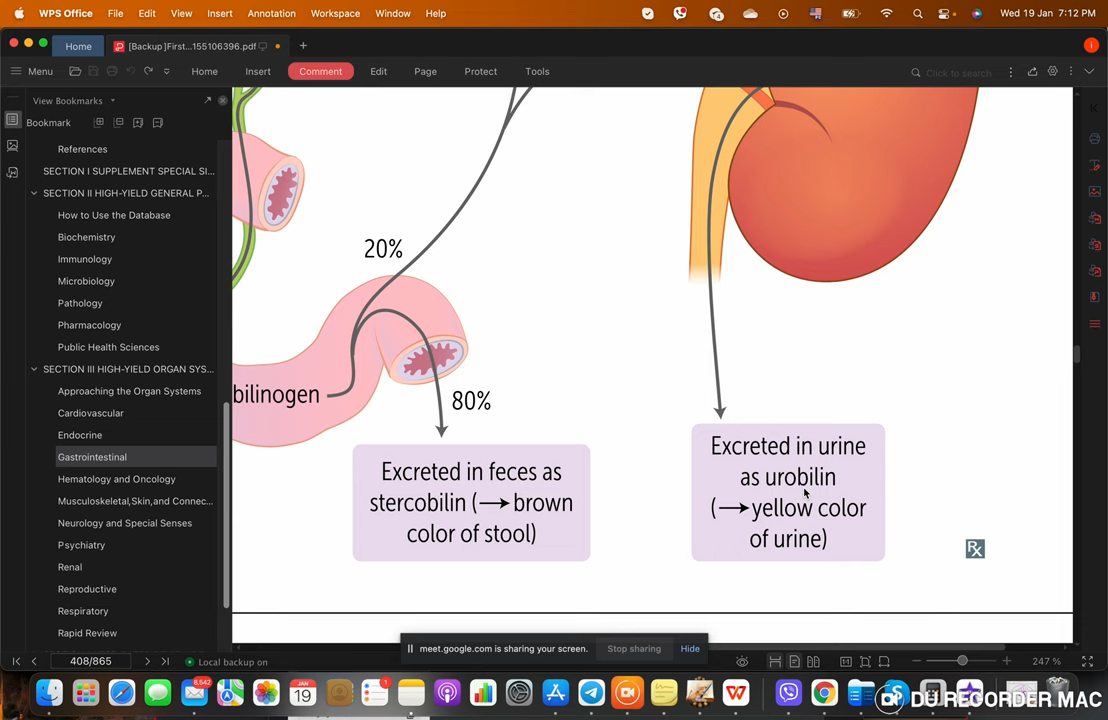 WPS Office File Edit View Insert Annotation Workspace Window Help Wed 19 Jan 7:12 PM
Home [Backup]First...155106396.pdf
Menu Home Insert Comment Edit Page Protect Tools Click to search
View Bookmarks
Bookmark
References
SECTION I SUPPLEMENT SPECIAL SI...
SECTION II HIGH-YIELD GENERAL P...
How to Use the Database
Biochemistry
Immunology
Microbiology
Pathology
Pharmacology
Public Health Sciences
SECTION III HIGH-YIELD ORGAN SYS...
Approaching the Organ Systems
Cardiovascular
Endocrine
Gastrointestinal
Hematology and Oncology
Musculoskeletal,Skin,and Connec...
Neurology and Special Senses
Psychiatry
Renal
Reproductive
Respiratory
Rapid Review
20%
bilinogen
80%
Excreted in feces as
stercobilin (→ brown
color of stool)
Excreted in urine
as urobilin
(→ yellow color
of urine)
Rx
meet.google.com is sharing your screen. Stop sharing Hide
408/865 Local backup on 247 %
8,542
JAN
19
1
DU RECORDER MAC